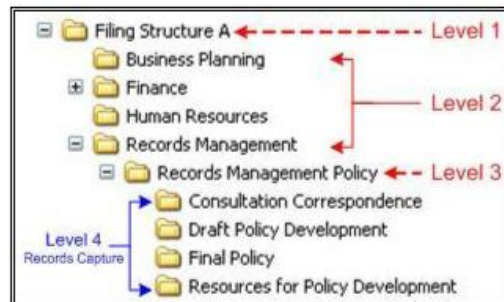 Filing Structure A Level 1
Business Planning
Finance
Level 2
Human Resources
Records Management
Records Management Policy Level 3
Consultation Correspondence
Draft Policy Development
Level 4
Records Capture
Final Policy
Resources for Policy Development